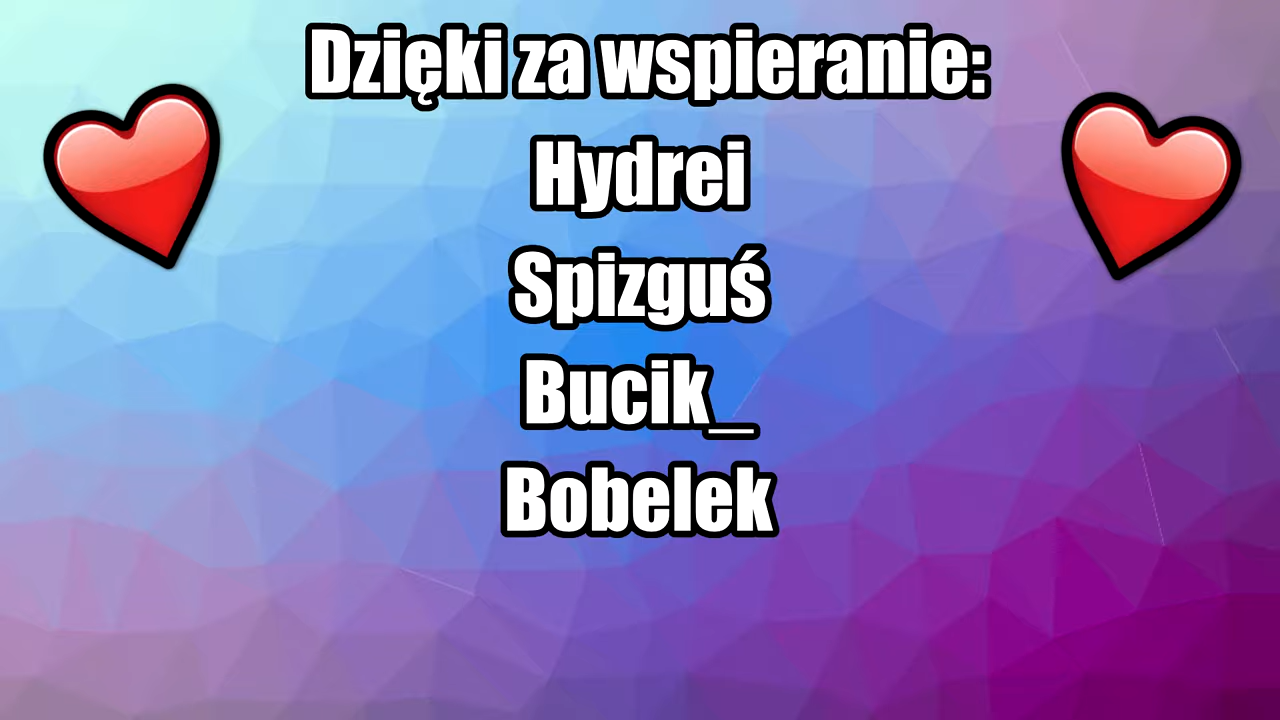 Dzięki za wspieranie:
Hydrei
Spizguś
Bucik_
Bobelek